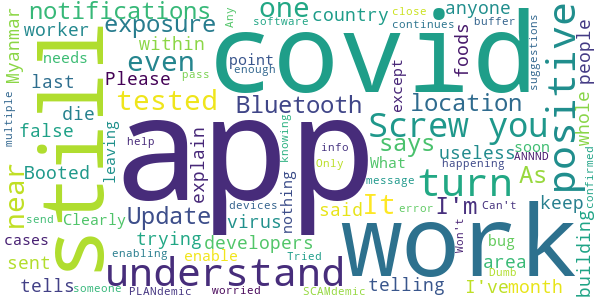 notifications
one
country
Any
software
close
continues
anyone
buffer
Myanmar
worker
exposure
covid
foods
positive
suggestions
people
needs
even
within
point
enough
except
last
Please
pass
still
die
tested
Bluetooth
location
multiple
false
app
Screw you
Whole
near
Booted
leaving
explain
knowing
says
useless
soon
ANNND
confirmed
help
nothing
info
Only
What
turn
As
happening
message
Update
said
It
I'm
Can't
keep
building
send
Clearly
virus
work
cases
trying
developers
error
Won't
bug
sent
enabling
enable
devices
Tried
telling
area
Dumb
tells
someone
understand
PLANdemic
worried
SCAMdemic
I'vemonth